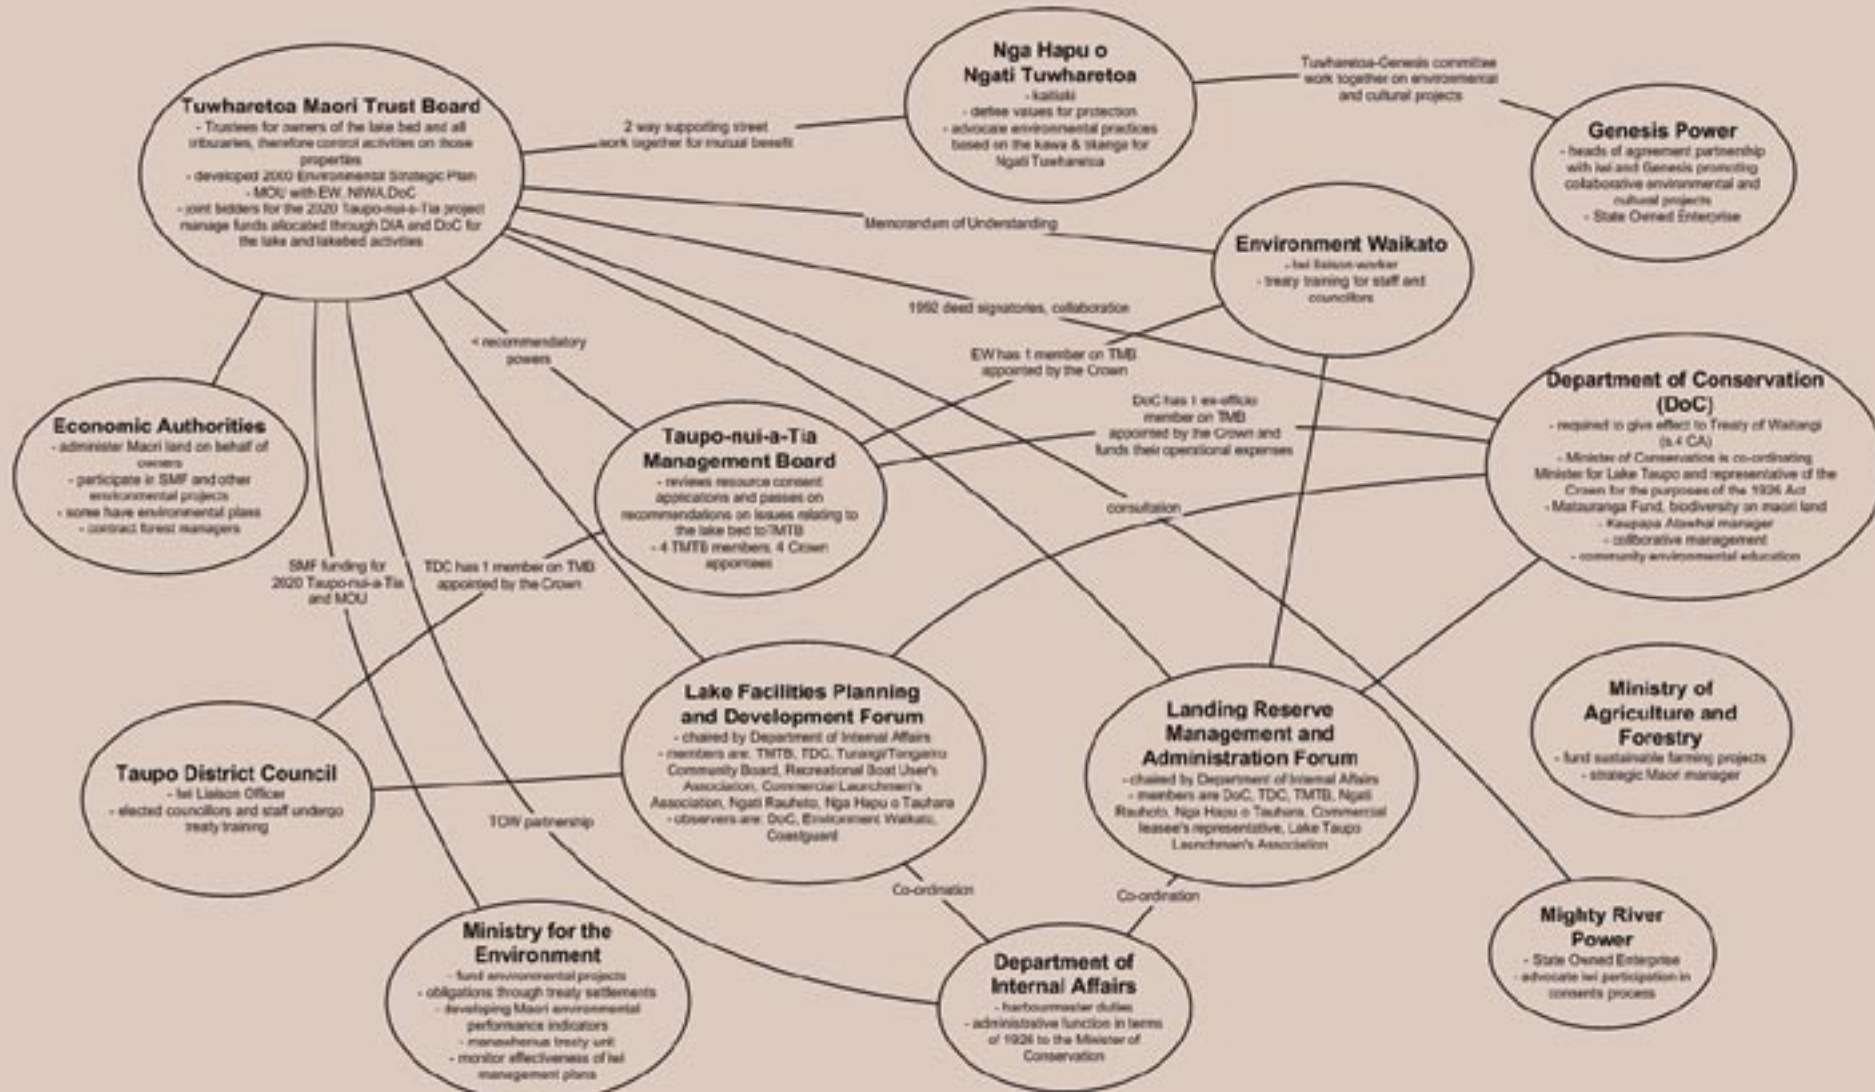 Tuwharetoa Maori Trust Board
- Trustees for owners of the lake bed and all
tributaries, therefore control activities on those
properties
- developed 2000 Environmental Strategic Plan
- MOU with EW, NIWA,DoC
- joint bidders for the 2020 Taupo-nui-a-Tia project
manage funds allocated through DIA and DoC for
the lake and lakebed activities
2 way supporting street
work together for mutual benefit
Nga Hapu o
Ngati Tuwharetoa
- kaitiaki
- define values for protection
- advocate environmental practices
based on the kawa & tikanga for
Ngati Tuwharetoa
Tuwharetoa-Genesis committee
work together on environmental
and cultural projects
Genesis Power
- heads of agreement partnership
with iwi and Genesis promoting
collaborative environmental and
cultural projects
- State Owned Enterprise
Memorandum of Understanding
Environment Waikato
- Iwi liaison worker
- treaty training for staff and
councillors
1992 deed signatories, collaboration
< recommendatory
powers
EW has 1 member on TMB
appointed by the Crown
DoC has 1 ex-officio
member on TMB
appointed by the Crown and
funds their operational expenses
Department of Conservation
(DoC)
- required to give effect to Treaty of Waitangi
(s.4 CA)
- Minister of Conservation is co-ordinating
Minister for Lake Taupo and representative of the
Crown for the purposes of the 1926 Act
- Matauranga Fund, biodiversity on maori land
- Kaupapa Atawhai manager
- collborative management
- community environmental education
Economic Authorities
- administer Maori land on behalf of
owners
- participate in SMF and other
environmental projects
- some have environmental plans
- contract forest managers
Taupo-nui-a-Tia
Management Board
- reviews resource consent
applications and passes on
recommendations on issues relating to
the lake bed to TMTB
- 4 TMTB members, 4 Crown
appointees
consultation
SMF funding for
2020 Taupo-nui-a-Tia
and MOU
TDC has 1 member on TMB
appointed by the Crown
Taupo District Council
- Iwi Liaison Officer
- elected councillors and staff undergo
treaty training
Lake Facilities Planning
and Development Forum
- chaired by Department of Internal Affairs
- members are: TMTB, TDC, Turangi/Tongariro
Community Board, Recreational Boat User's
Association, Commercial Launchmen's
Association, Ngati Rauhoto, Nga Hapu o Tauhara
- observers are: DoC, Environment Waikato,
Coastguard
Landing Reserve
Management and
Administration Forum
- chaired by Department of Internal Affairs
- members are DoC, TDC, TMTB, Ngati
Rauhoto, Nga Hapu o Tauhara, Commercial
leasee's representative, Lake Taupo
Launchmen's Association
Ministry of
Agriculture and
Forestry
- fund sustainable farming projects
- strategic Maori manager
TOW partnership
Co-ordination
Co-ordination
Ministry for the
Environment
- fund environmental projects
- obligations through treaty settlements
- developing Maori environmental
performance indicators
- manawhenua treaty unit
- monitor effectiveness of iwi
management plans
Department of
Internal Affairs
- harbourmaster duties
- administrative function in terms
of 1926 to the Minister of
Conservation
Mighty River
Power
- State Owned Enterprise
- advocate iwi participation in
consents process